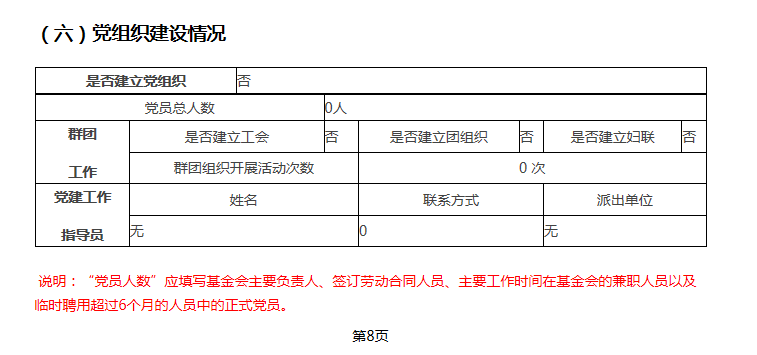 （六）党组织建设情况
是否建立党组织 否
党员总人数 0人
群团 是否建立工会 否 是否建立团组织 否 是否建立妇联 否
工作 群团组织开展活动次数 0 次
党建工作 姓名 联系方式 派出单位
指导员 无 0 无
说明：“党员人数”应填写基金会主要负责人、签订劳动合同人员、主要工作时间在基金会的兼职人员以及
临时聘用超过6个月的人员中的正式党员。
第8页